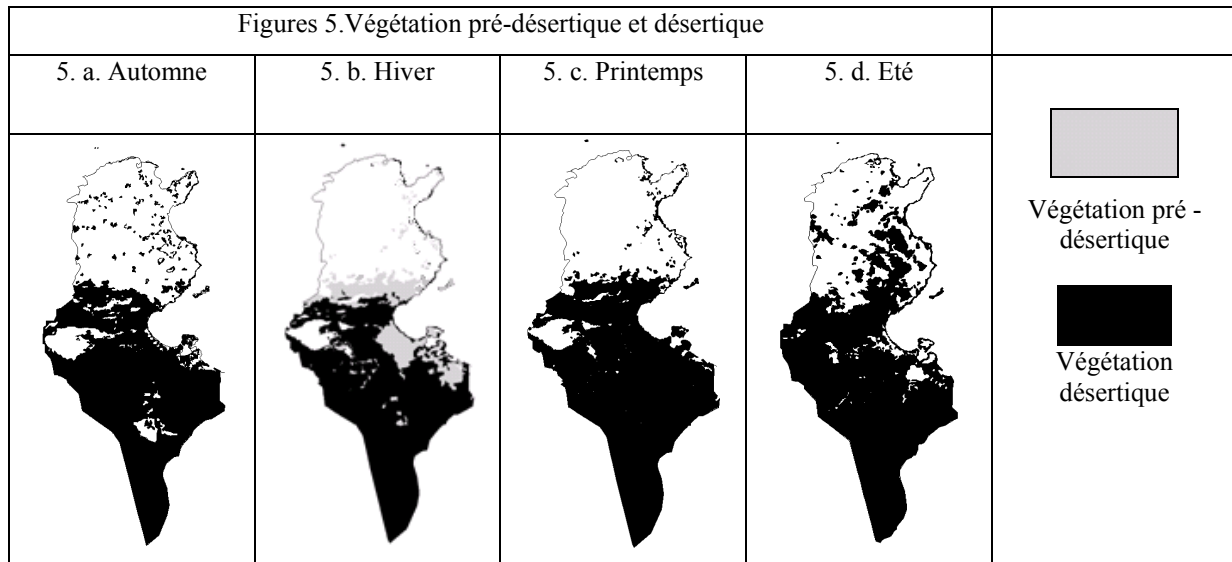 Figures 5.Végétation pré-désertique et désertique
5. a. Automne
5. b. Hiver
5. c. Printemps
5. d. Eté
Végétation pré -
désertique
Végétation
désertique